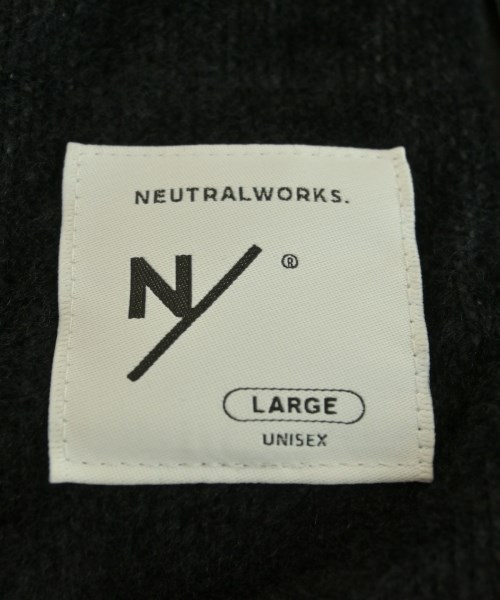 NEUTRALWORKS.
N/ ®
LARGE
UNISEX